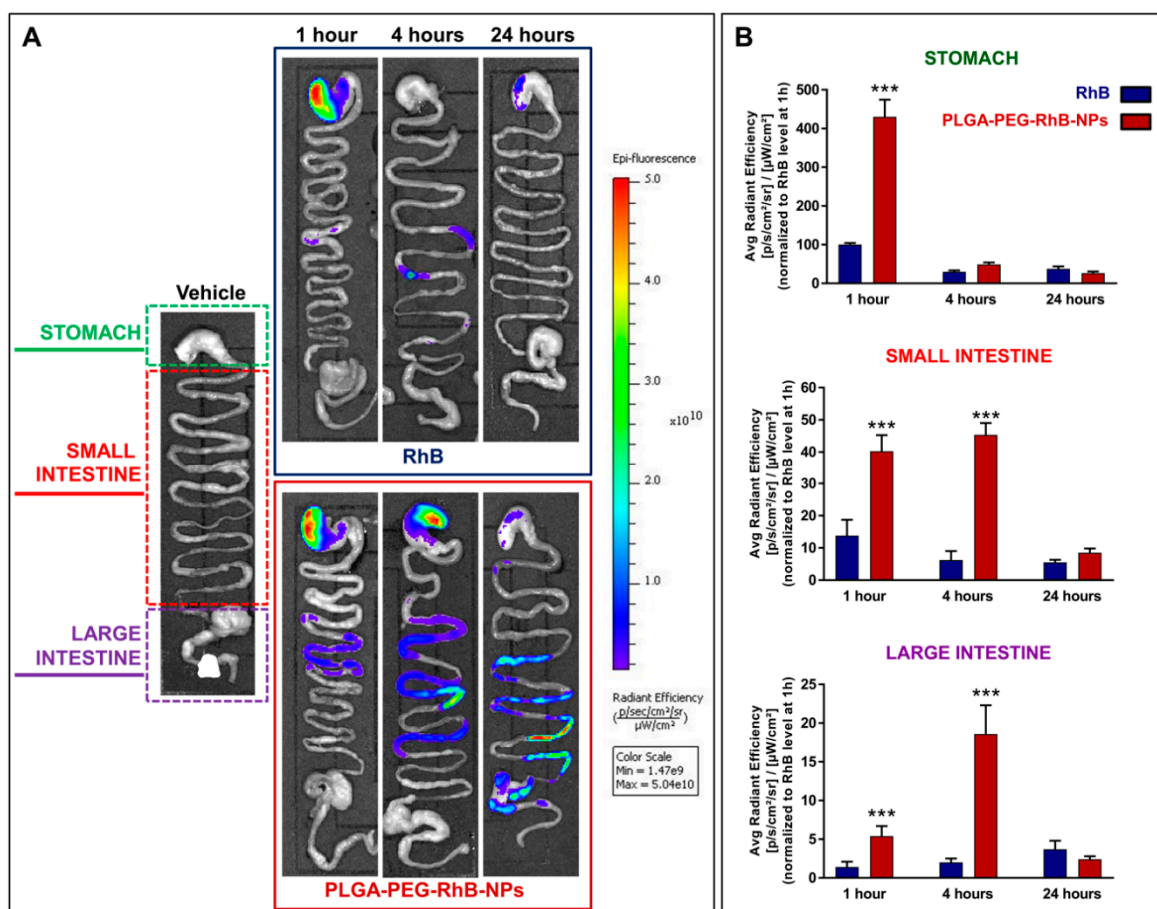 A
1 hour 4 hours 24 hours
Vehicle
STOMACH
SMALL
INTESTINE
LARGE
INTESTINE
RhB
PLGA-PEG-RhB-NPs
Epi-fluorescence
5.0
4.0
3.0
x10^10
2.0
1.0
Radiant Efficiency
(p/sec/cm²/sr / µW/cm²)
Color Scale
Min = 1.47e9
Max = 5.04e10
B
STOMACH
RhB
PLGA-PEG-RhB-NPs
Avg Radiant Efficiency
[p/s/cm²/sr] / [µW/cm²]
(normalized to RhB level at 1h)
500
400
300
200
100
0
***
1 hour 4 hours 24 hours
SMALL INTESTINE
Avg Radiant Efficiency
[p/s/cm²/sr] / [µW/cm²]
(normalized to RhB level at 1h)
60
50
40
30
20
10
0
*** ***
1 hour 4 hours 24 hours
LARGE INTESTINE
Avg Radiant Efficiency
[p/s/cm²/sr] / [µW/cm²]
(normalized to RhB level at 1h)
25
20
15
10
5
0
*** ***
1 hour 4 hours 24 hours